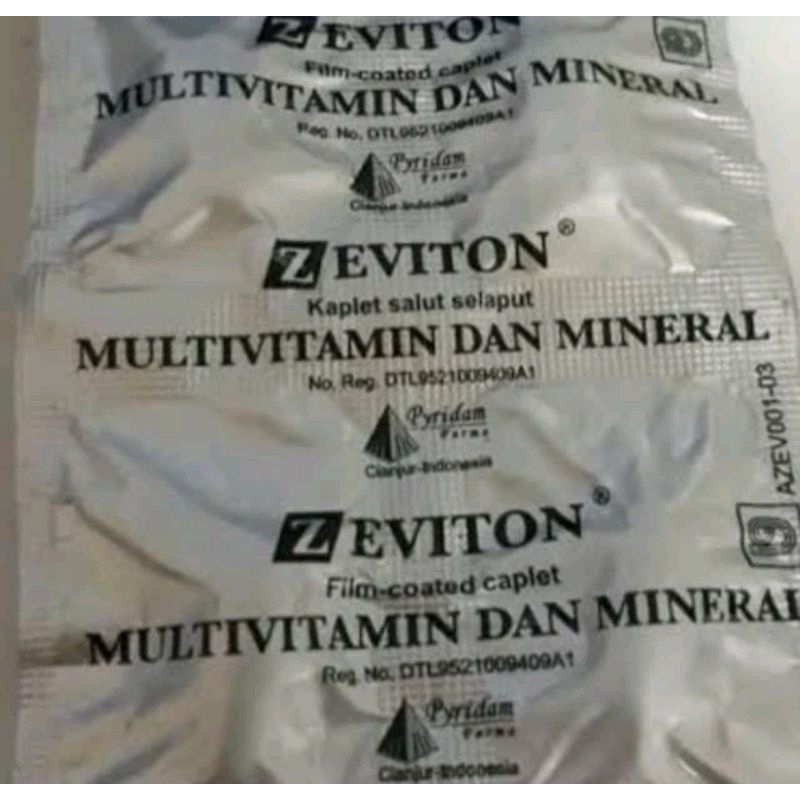 ZEVITON
Film-coated caplet
MULTIVITAMIN DAN MINERAL
Reg. No. DTL9521009409A1
Pyridam
Farma
Cianjur-Indonesia
ZEVITON®
Kaplet salut selaput
MULTIVITAMIN DAN MINERAL
No. Reg. DTL9521009409A1
Pyridam
Farma
Cianjur-Indonesia
AZEV001-03
ZEVITON®
Film-coated caplet
MULTIVITAMIN DAN MINERAL
Reg. No. DTL9521009409A1
Pyridam
Farma
Cianjur-Indonesia